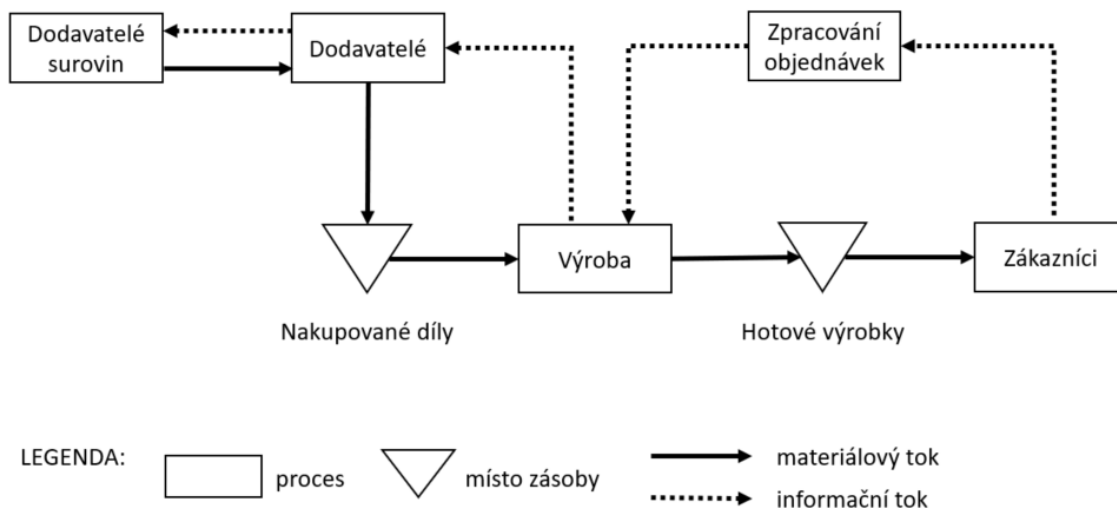 Dodavatelé
surovin
Dodavatelé
Zpracování
objednávek
Výroba
Zákazníci
Nakupované díly
Hotové výrobky
LEGENDA:
proces
místo zásoby
materiálový tok
informační tok